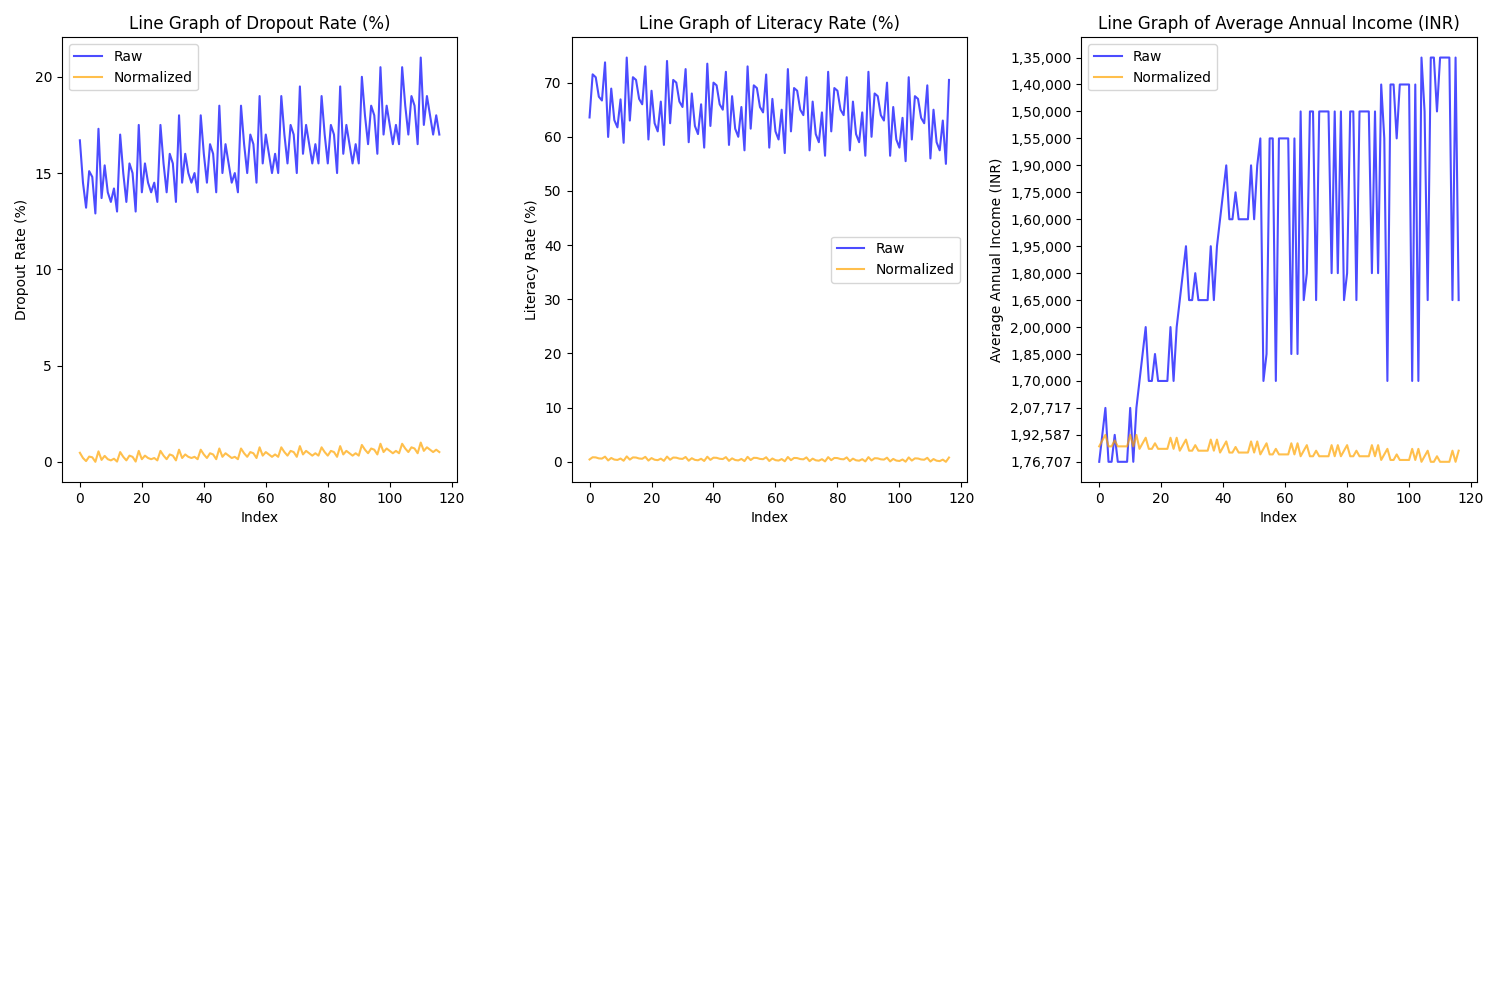 Line Graph of Dropout Rate (%)
Raw
Normalized
20
15
10
5
0
Dropout Rate (%)
0 20 40 60 80 100 120
Index
Line Graph of Literacy Rate (%)
70
60
50
40
30
20
10
0
Literacy Rate (%)
Raw
Normalized
0 20 40 60 80 100 120
Index
Line Graph of Average Annual Income (INR)
Raw
Normalized
1,35,000
1,40,000
1,50,000
1,55,000
1,90,000
1,75,000
1,60,000
1,95,000
1,80,000
1,65,000
2,00,000
1,85,000
1,70,000
2,07,717
1,92,587
1,76,707
Average Annual Income (INR)
0 20 40 60 80 100 120
Index